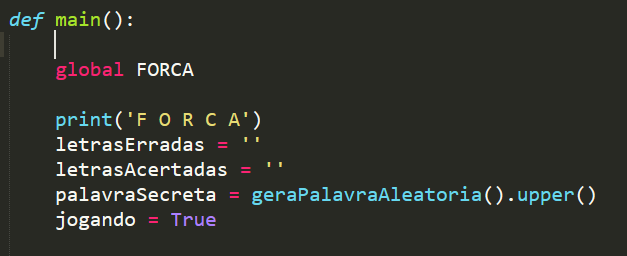 def main():
global FORCA
print('F O R C A')
letrasErradas = ''
letrasAcertadas = ''
palavraSecreta = geraPalavraAleatoria().upper()
jogando = True